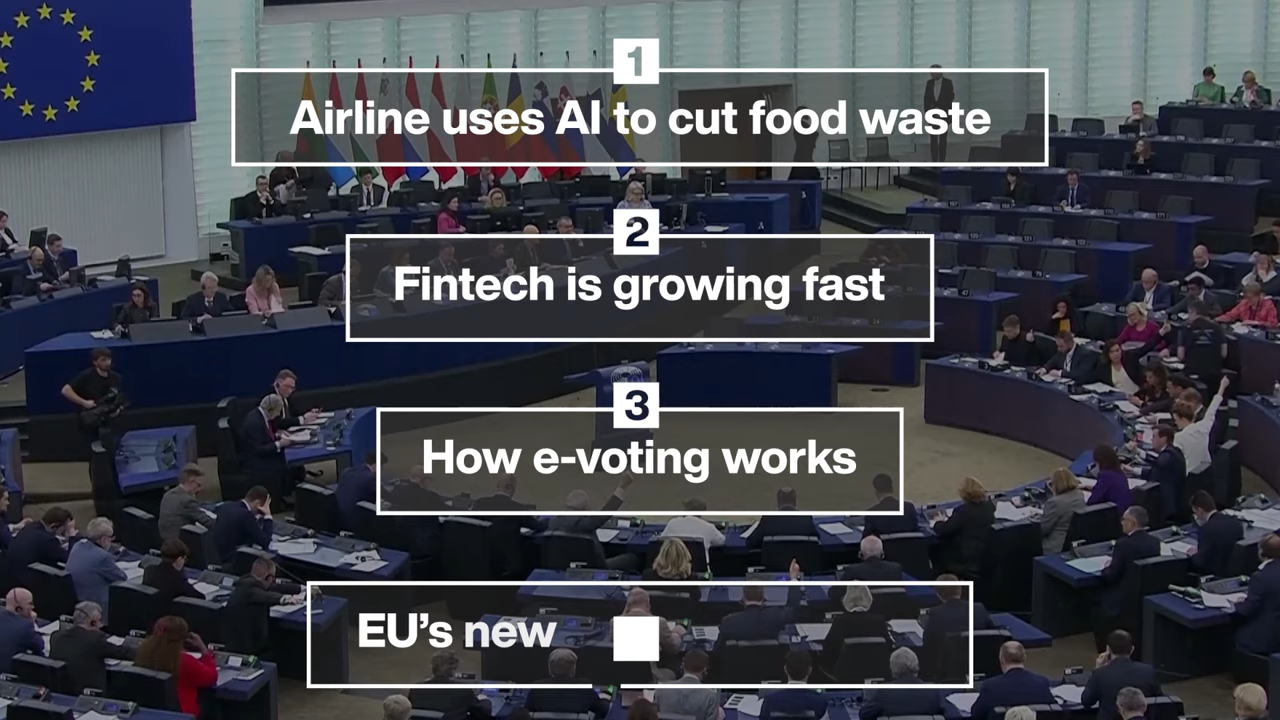 1
Airline uses AI to cut food waste
2
Fintech is growing fast
3
How e-voting works
EU's new